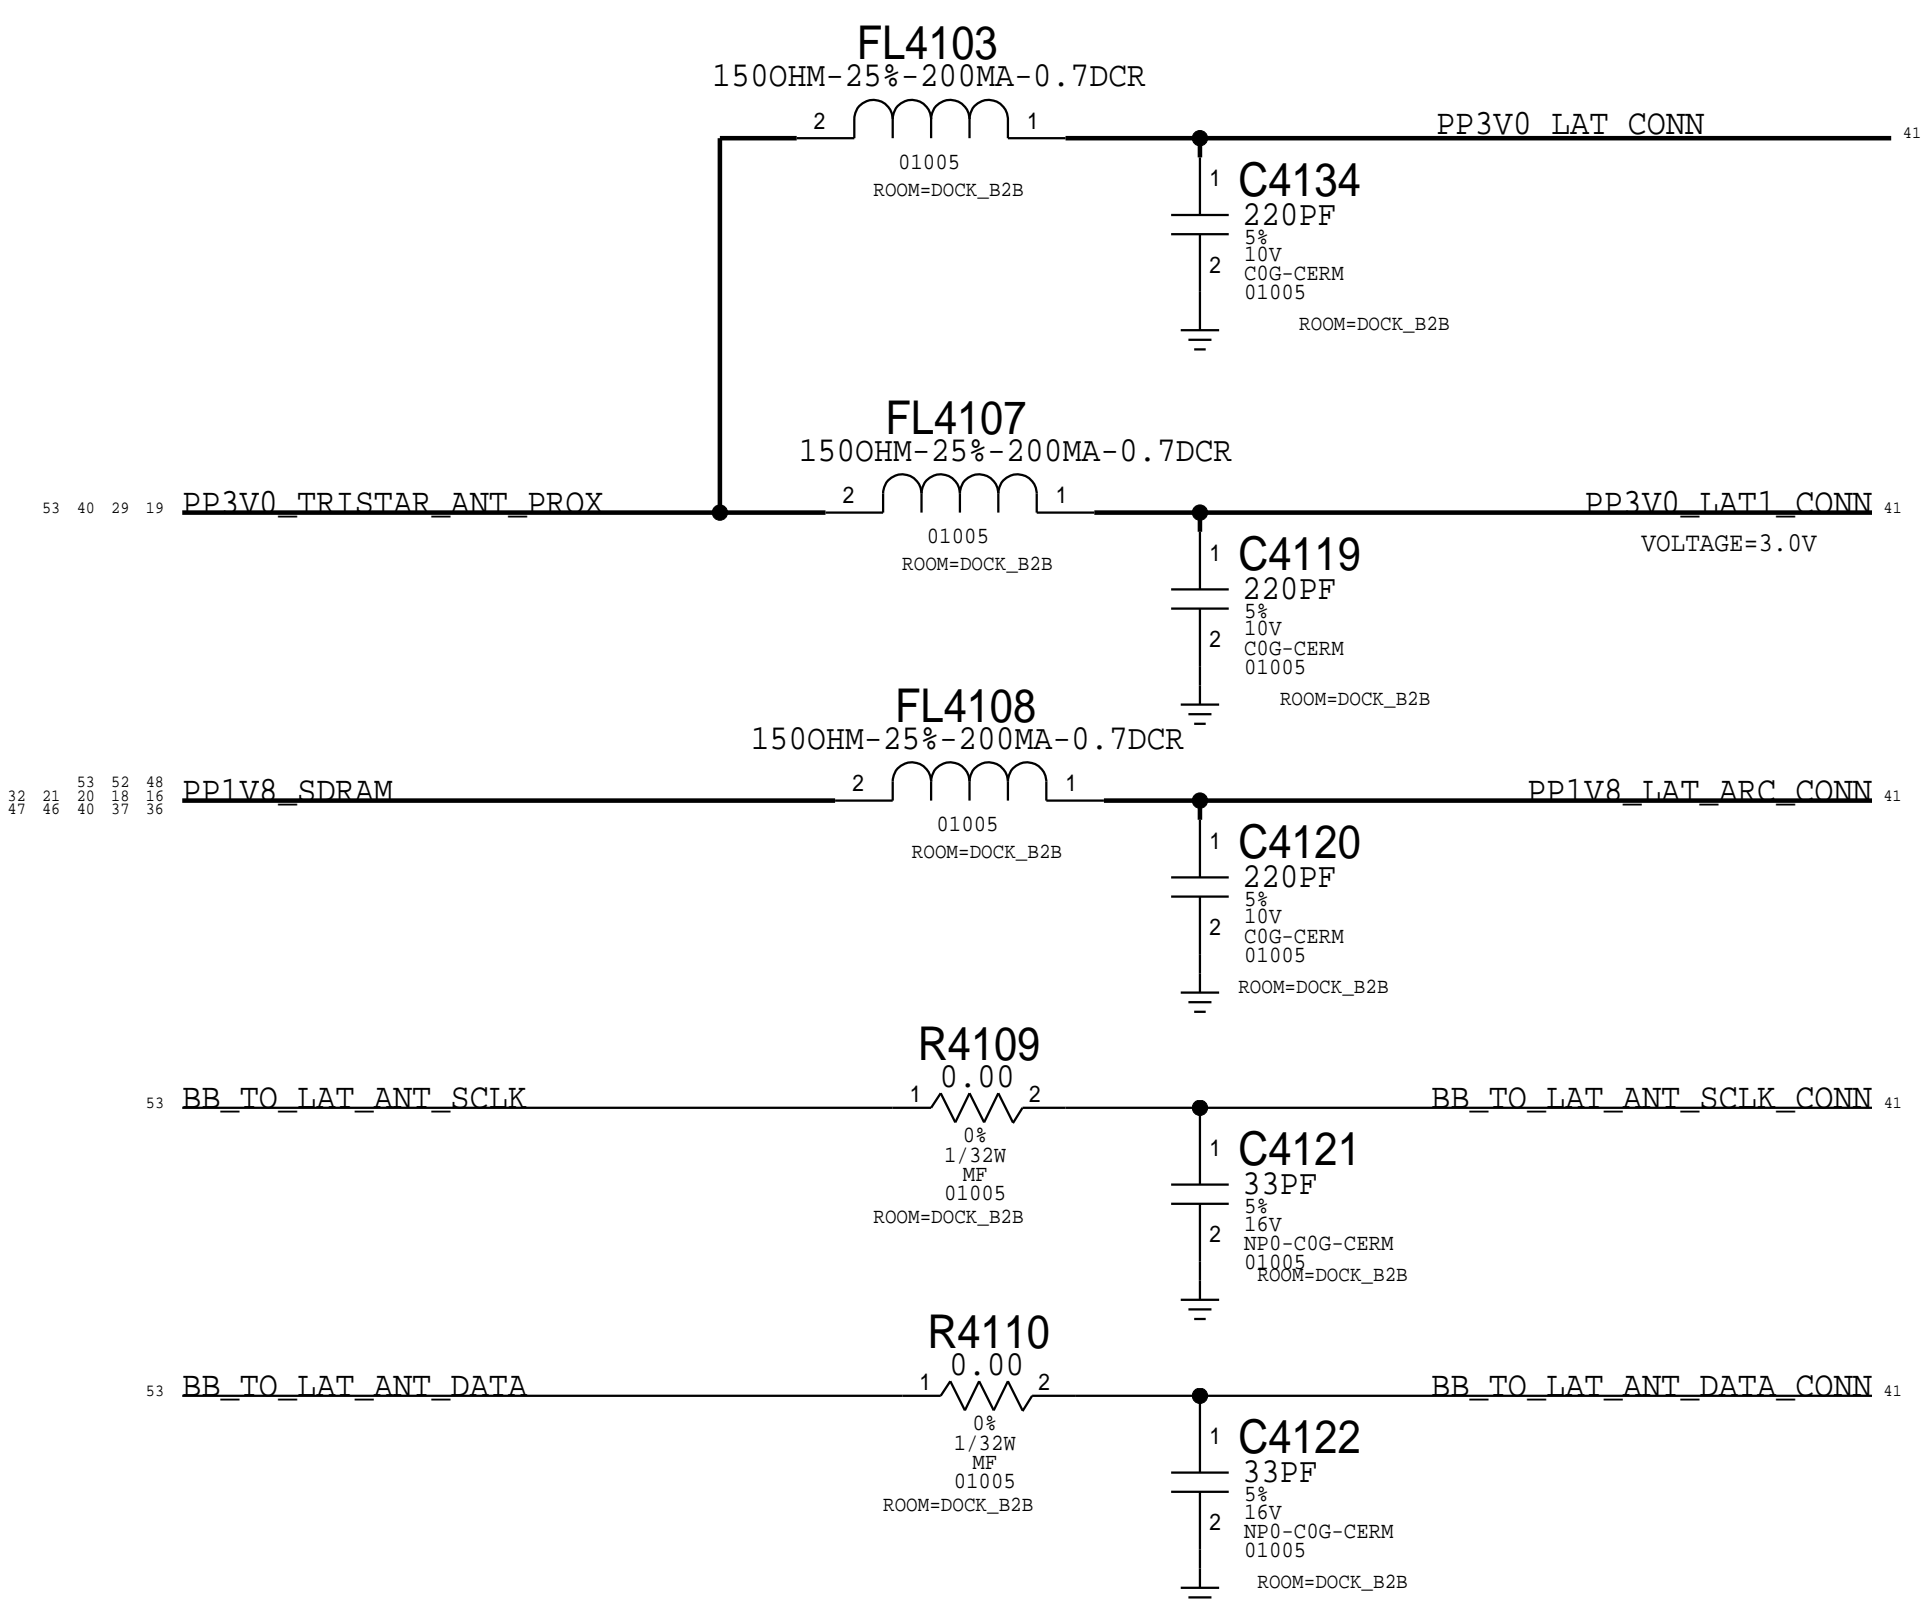 FL4103
150OHM-25%-200MA-0.7DCR
2
1
PP3V0_LAT_CONN
41
01005
ROOM=DOCK_B2B
1
C4134
220PF
5%
10V
C0G-CERM
01005
2
ROOM=DOCK_B2B
FL4107
150OHM-25%-200MA-0.7DCR
53 40 29 19
PP3V0_TRISTAR_ANT_PROX
2
1
PP3V0_LAT1_CONN
41
VOLTAGE=3.0V
01005
ROOM=DOCK_B2B
1
C4119
220PF
5%
10V
C0G-CERM
01005
2
ROOM=DOCK_B2B
FL4108
150OHM-25%-200MA-0.7DCR
53 52 48
32 21 20 18 16
47 46 40 37 36
PP1V8_SDRAM
2
1
PP1V8_LAT_ARC_CONN
41
01005
ROOM=DOCK_B2B
1
C4120
220PF
5%
10V
C0G-CERM
01005
2
ROOM=DOCK_B2B
R4109
0.00
53
BB_TO_LAT_ANT_SCLK
1
2
BB_TO_LAT_ANT_SCLK_CONN
41
0%
1/32W
MF
01005
ROOM=DOCK_B2B
1
C4121
33PF
5%
16V
NP0-C0G-CERM
01005
2
ROOM=DOCK_B2B
R4110
0.00
53
BB_TO_LAT_ANT_DATA
1
2
BB_TO_LAT_ANT_DATA_CONN
41
0%
1/32W
MF
01005
ROOM=DOCK_B2B
1
C4122
33PF
5%
16V
NP0-C0G-CERM
01005
2
ROOM=DOCK_B2B